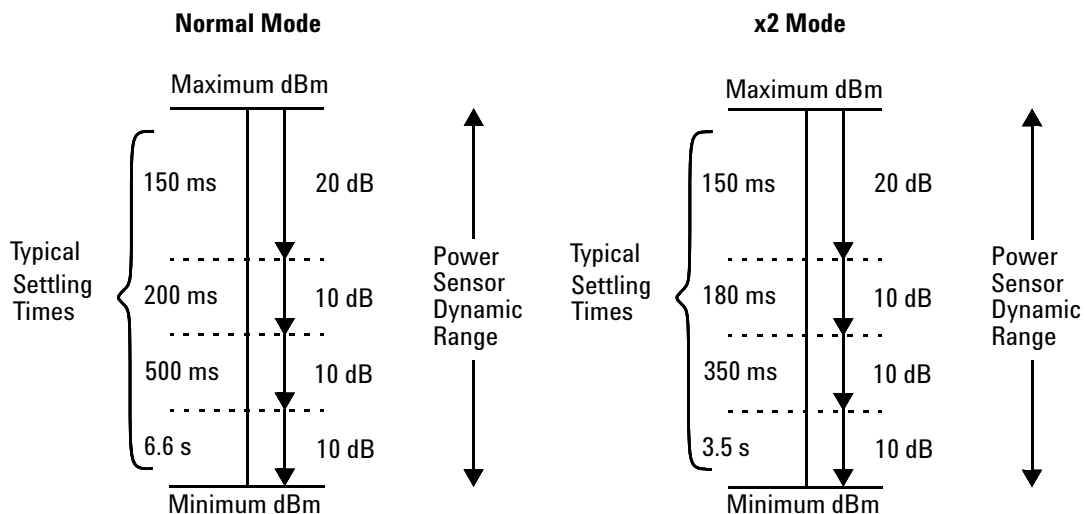 Normal Mode
Maximum dBm
150 ms
20 dB
Typical
Settling
Times
200 ms
10 dB
500 ms
10 dB
6.6 s
10 dB
Minimum dBm
Power
Sensor
Dynamic
Range
x2 Mode
Maximum dBm
150 ms
20 dB
Typical
Settling
Times
180 ms
10 dB
350 ms
10 dB
3.5 s
10 dB
Minimum dBm
Power
Sensor
Dynamic
Range